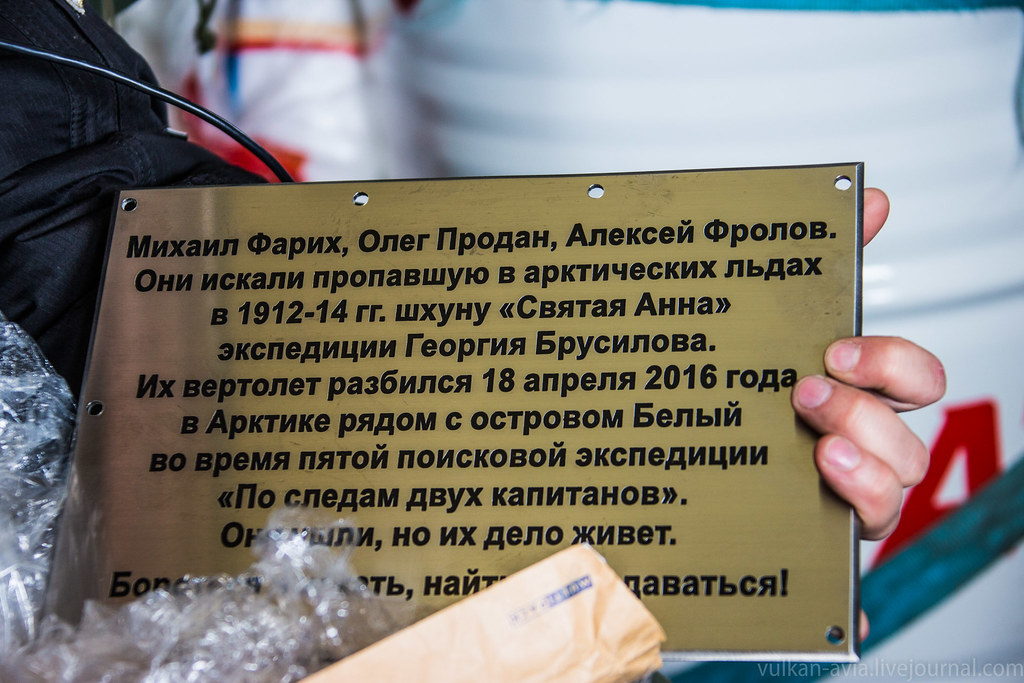 Михаил Фарих, Олег Продан, Алексей Фролов.
Они искали пропавшую в арктических льдах
в 1912-14 гг. шхуну «Святая Анна»
экспедиции Георгия Брусилова.
Их вертолет разбился 18 апреля 2016 года
в Арктике рядом с островом Белый
во время пятой поисковой экспедиции
«По следам двух капитанов».
но их дело живет.
найт даваться!
vulkan-avia.livejournal.com